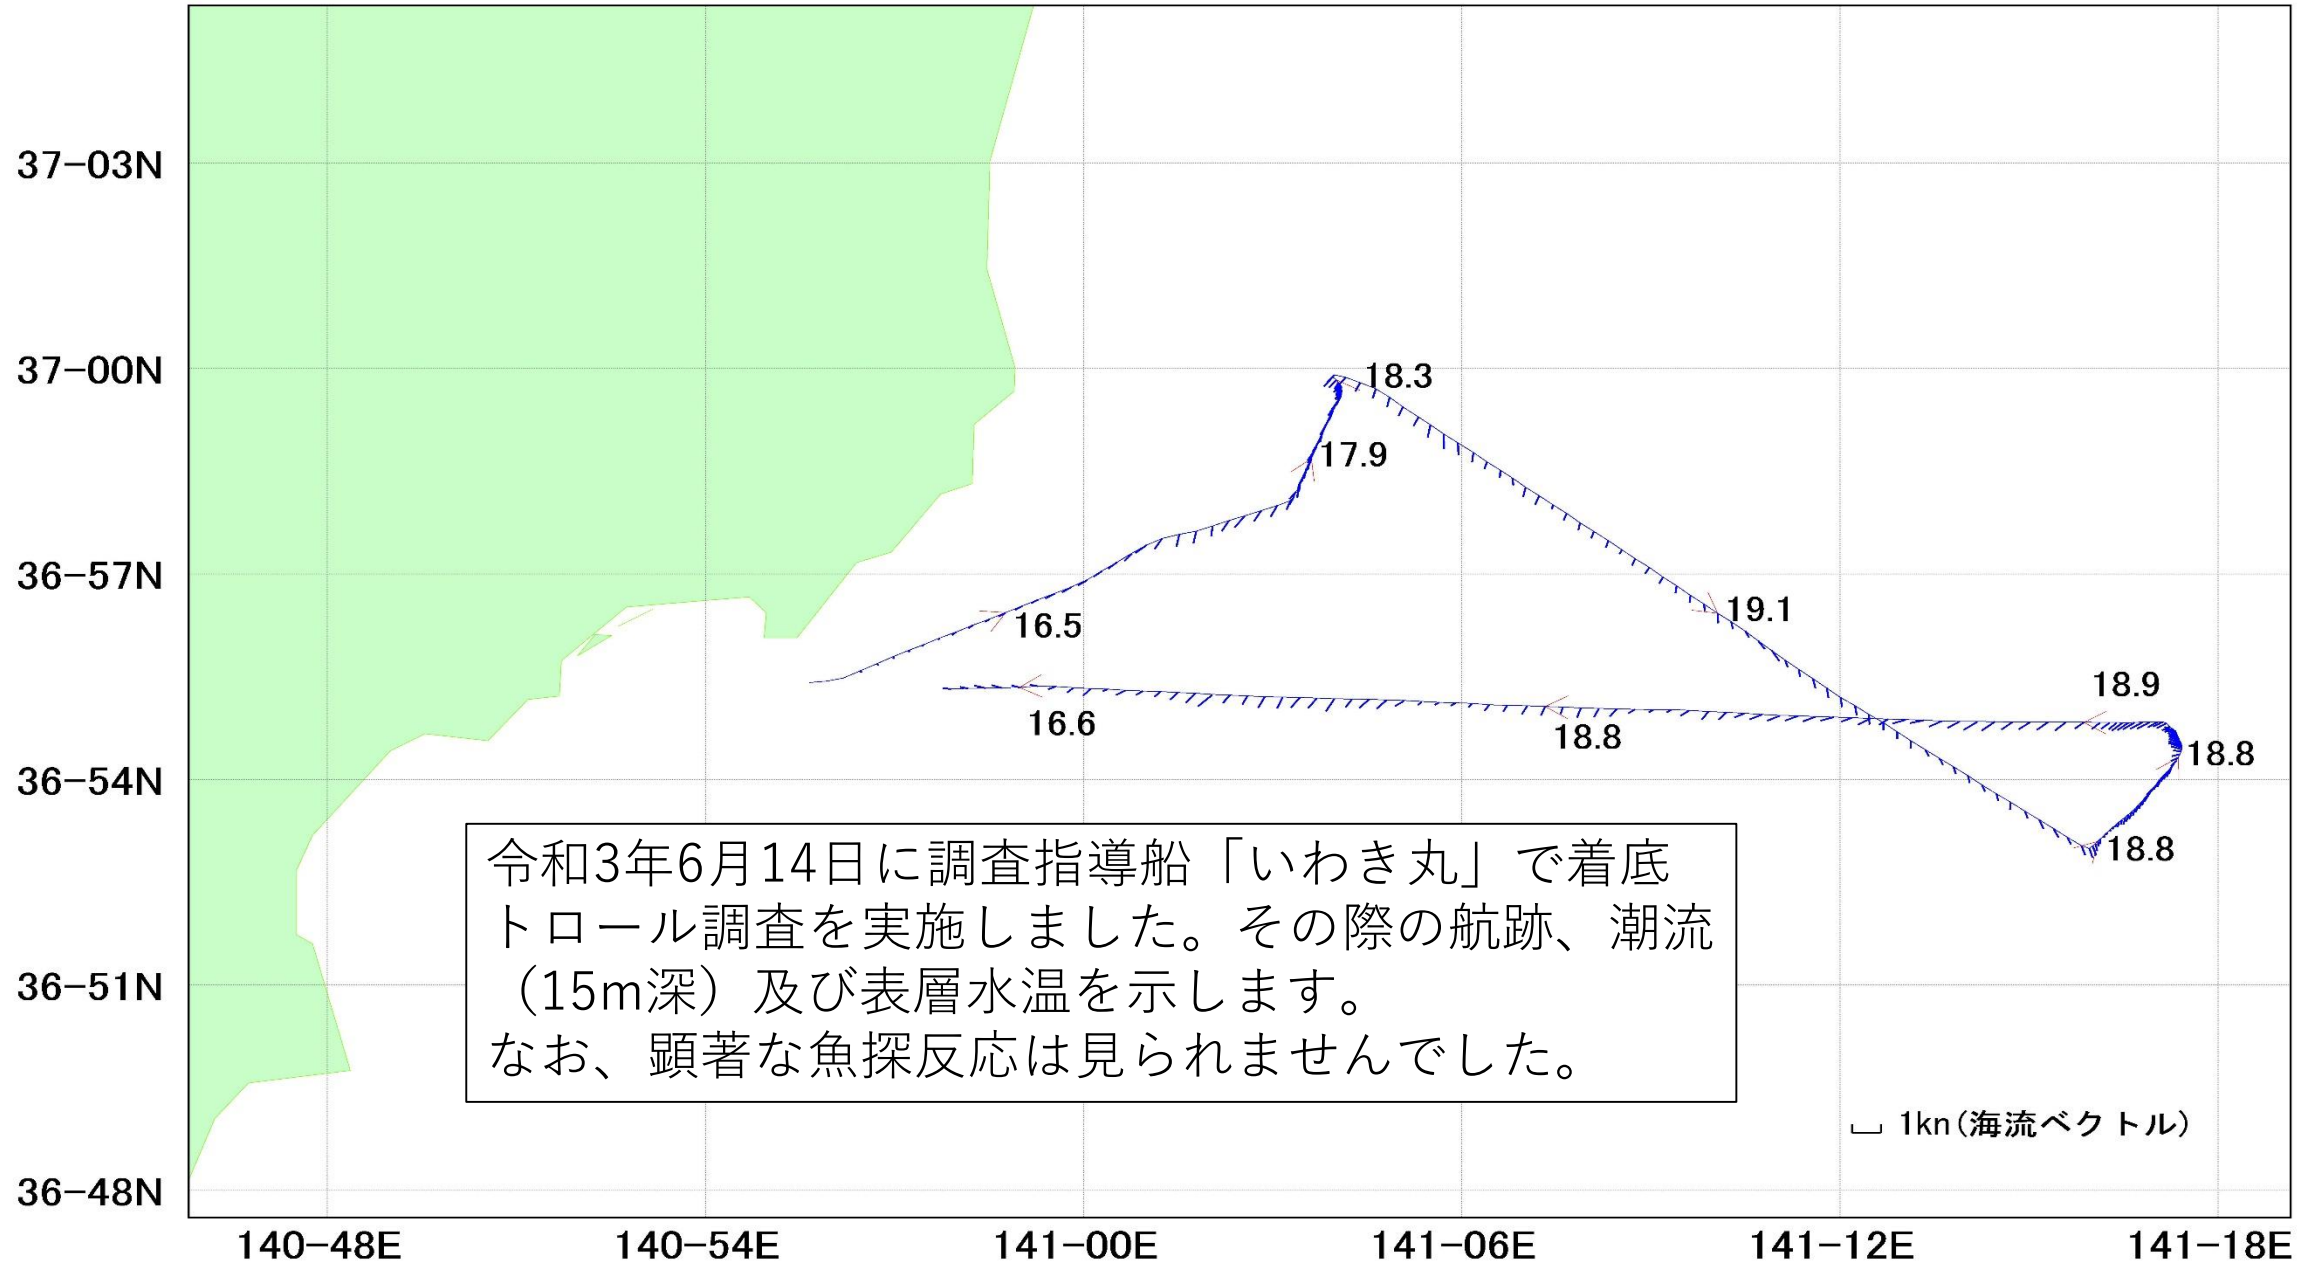 37−03N
37−00N
36−57N
36−54N
36−51N
36−48N
140−48E
140−54E
141−00E
141−06E
141−12E
141−18E
18.3
17.9
16.5
19.1
18.9
16.6
18.8
18.8
18.8
令和3年6月14日に調査指導船「いわき丸」で着底
トロール調査を実施しました。その際の航跡、潮流
（15m深）及び表層水温を示します。
なお、顕著な魚探反応は見られませんでした。
1kn(海流ベクトル)